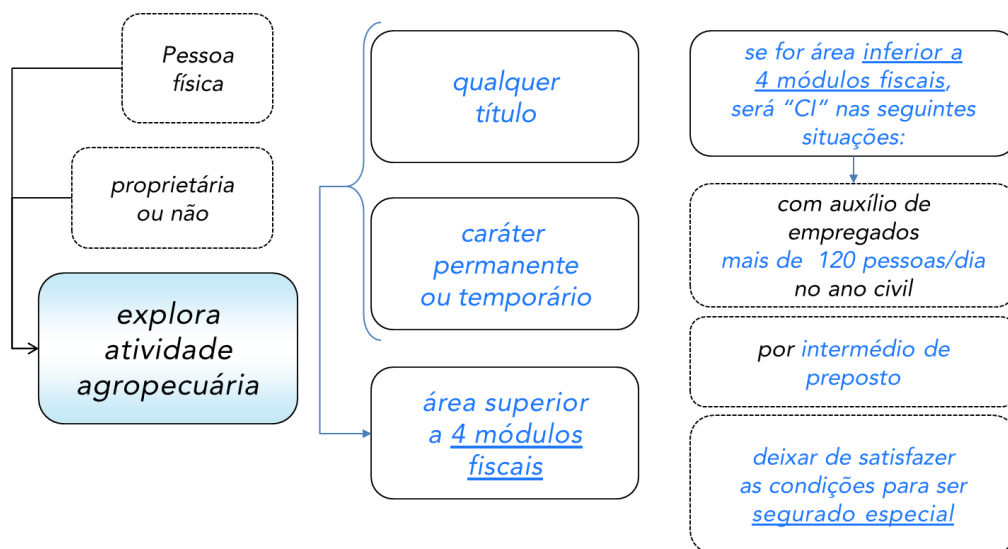 Pessoa
física
proprietária
ou não
explora
atividade
agropecuária
qualquer
título
caráter
permanente
ou temporário
área superior
a 4 módulos
fiscais
se for área inferior a
4 módulos fiscais,
será “CI” nas seguintes
situações:
com auxílio de
empregados
mais de 120 pessoas/dia
no ano civil
por intermédio de
preposto
deixar de satisfazer
as condições para ser
segurado especial